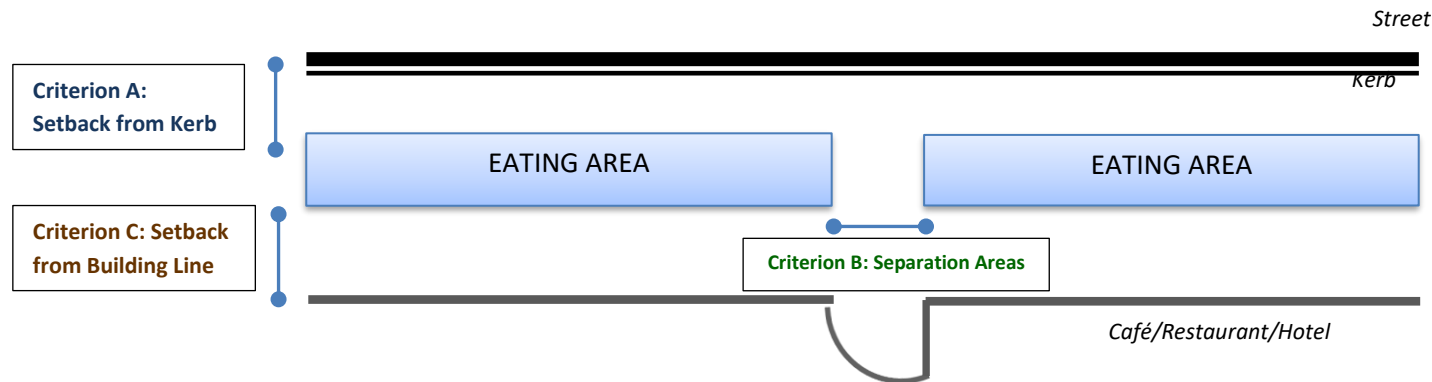 Street
Kerb
Criterion A:
Setback from Kerb
EATING AREA
EATING AREA
Criterion C: Setback
from Building Line
Criterion B: Separation Areas
Café/Restaurant/Hotel